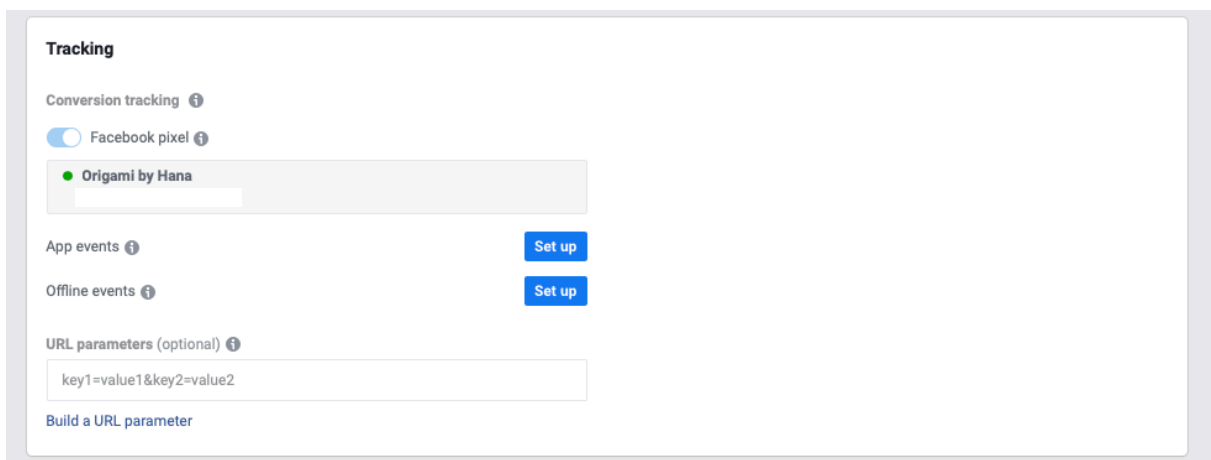 Tracking
Conversion tracking
Facebook pixel
Origami by Hana
App events
Set up
Offline events
Set up
URL parameters (optional)
key1=value1&key2=value2
Build a URL parameter